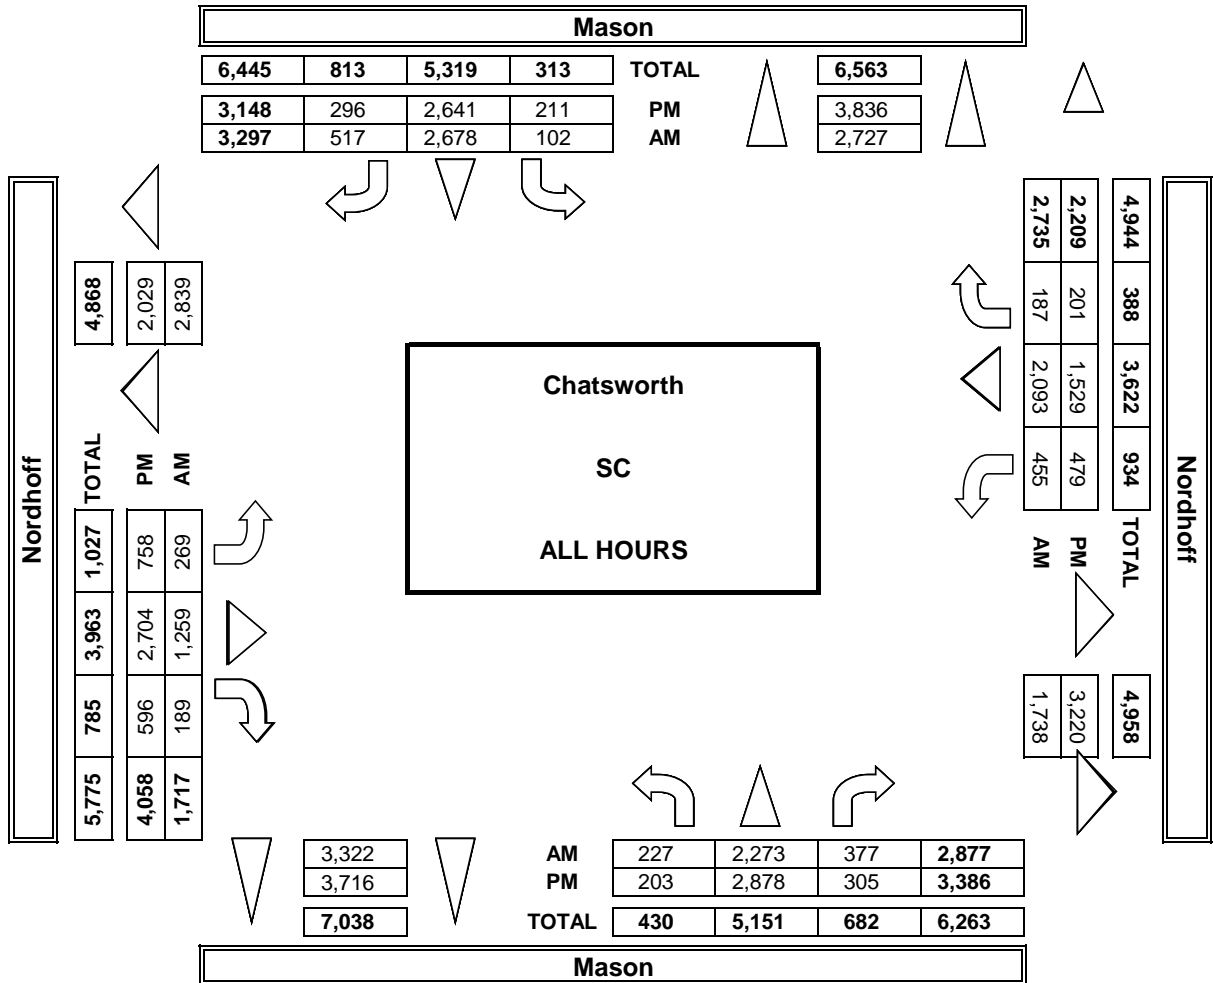 Mason
6,445 813 5,319 313 TOTAL 6,563
3,148 296 2,641 211 PM 3,836
3,297 517 2,678 102 AM 2,727
Nordhoff
4,868
2,029
2,839
TOTAL PM AM
1,027 758 269
3,963 2,704 1,259
785 596 189
5,775 4,058 1,717
Chatsworth
SC
ALL HOURS
2,735 2,209 4,944
187 201 388
2,093 1,529 3,622
455 479 934
AM PM TOTAL
1,738 3,220 4,958
Nordhoff
3,322 AM 227 2,273 377 2,877
3,716 PM 203 2,878 305 3,386
7,038 TOTAL 430 5,151 682 6,263
Mason